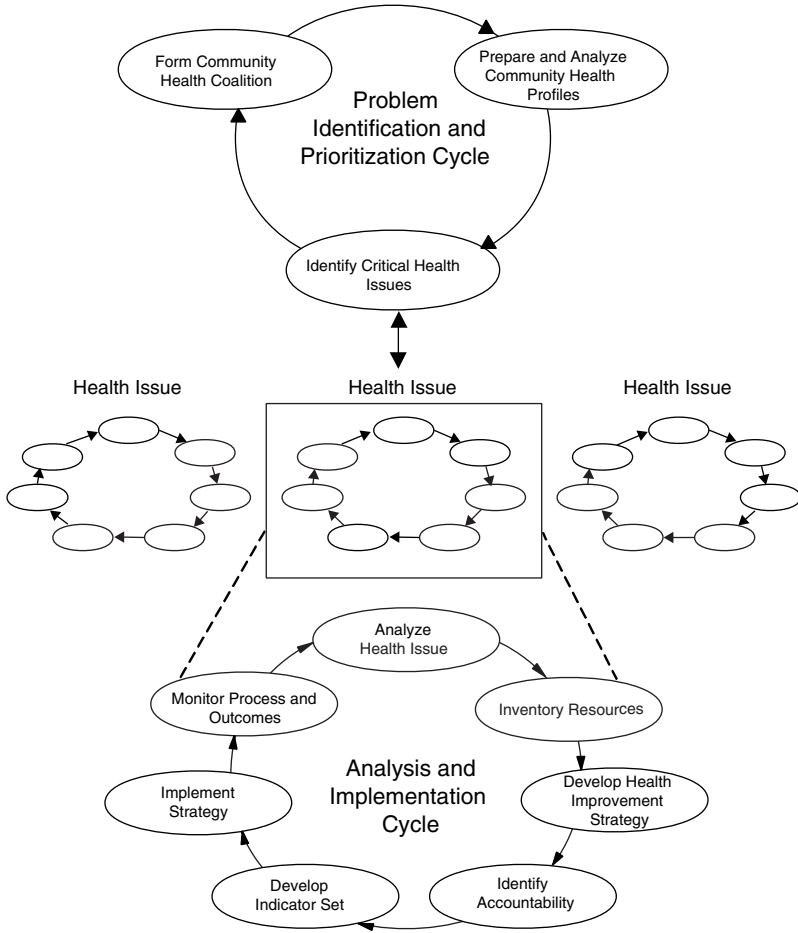 Form Community
Health Coalition
Prepare and Analyze
Community Health
Profiles
Problem
Identification and
Prioritization Cycle
Identify Critical Health
Issues
Health Issue
Health Issue
Health Issue
Analyze
Health Issue
Monitor Process and
Outcomes
Inventory Resources
Analysis and
Implementation
Cycle
Implement
Strategy
Develop Health
Improvement
Strategy
Develop
Indicator Set
Identify
Accountability